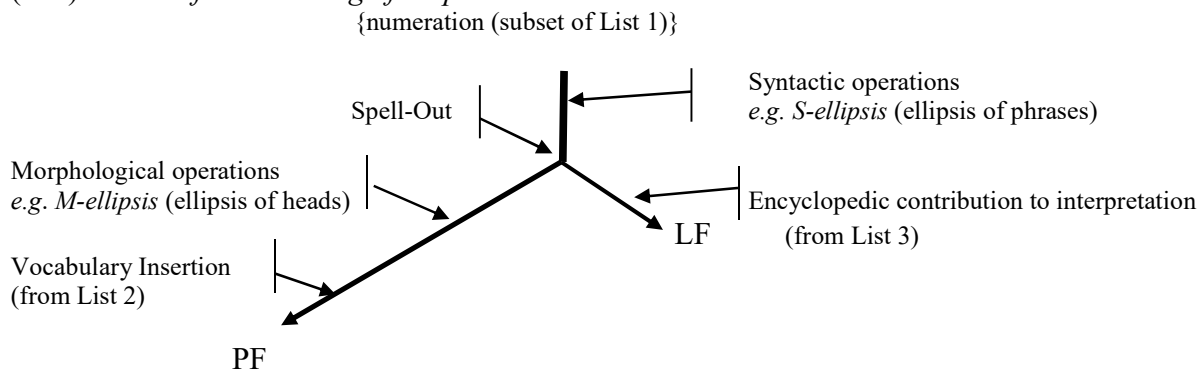 {numeration (subset of List 1)}
Syntactic operations
e.g. S-ellipsis (ellipsis of phrases)
Spell-Out
Morphological operations
e.g. M-ellipsis (ellipsis of heads)
Encyclopedic contribution to interpretation
(from List 3)
LF
Vocabulary Insertion
(from List 2)
PF